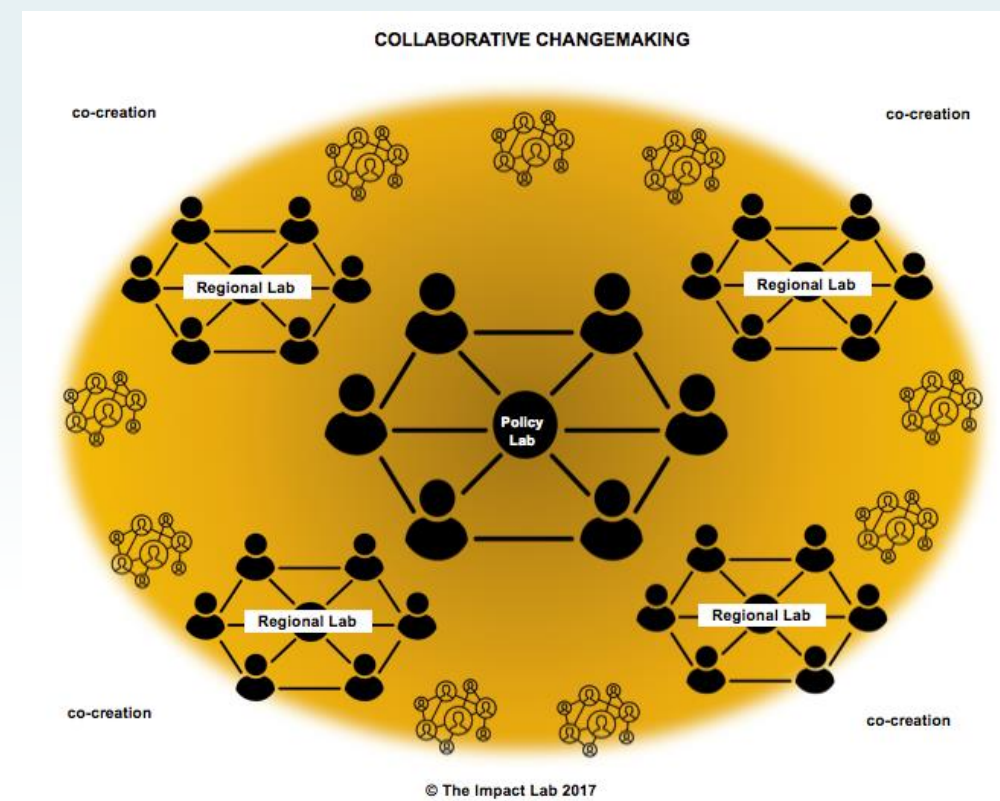 COLLABORATIVE CHANGEMAKING
co-creation
co-creation
Regional Lab
Regional Lab
Policy
Lab
Regional Lab
Regional Lab
co-creation
co-creation
© The Impact Lab 2017